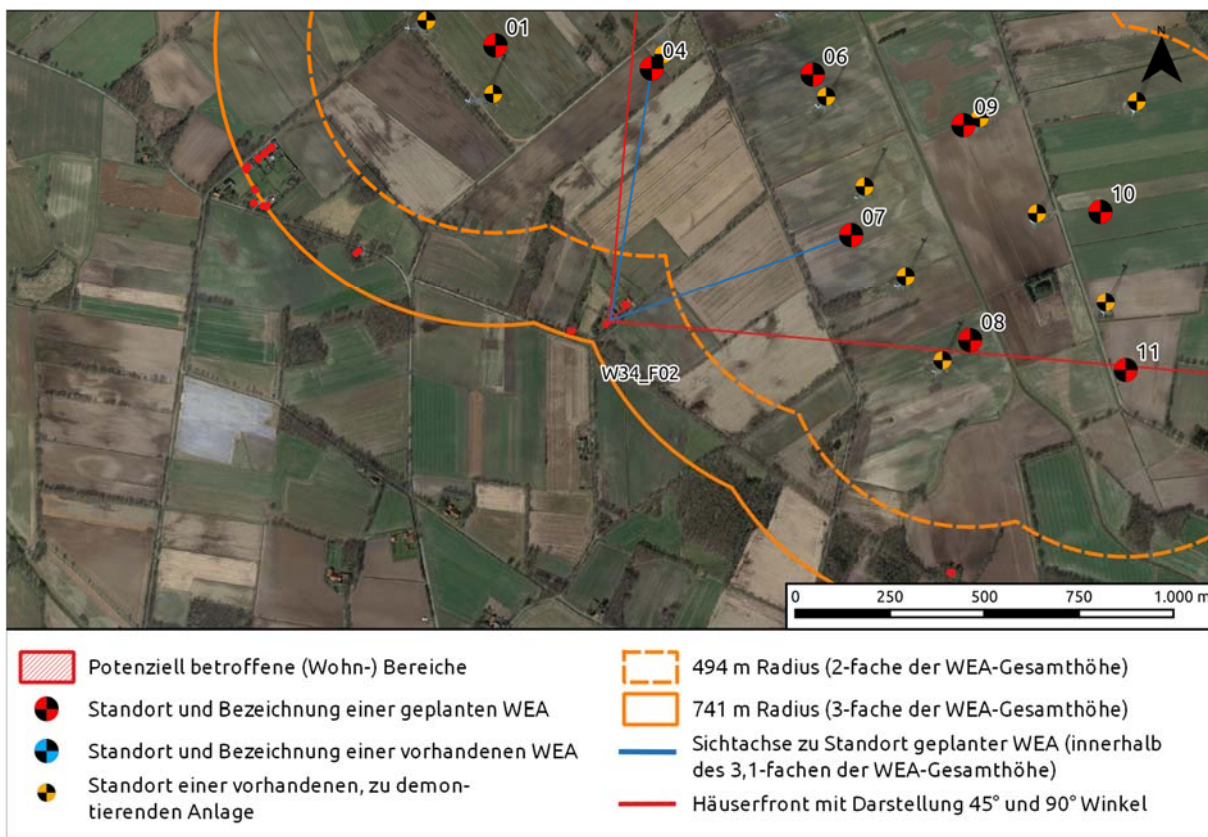 N
01
04
06
09
10
07
08
11
W34_F02
0 250 500 750 1.000 m
Potenziell betroffene (Wohn-) Bereiche
Standort und Bezeichnung einer geplanten WEA
Standort und Bezeichnung einer vorhandenen WEA
Standort einer vorhandenen, zu demon-
tierenden Anlage
494 m Radius (2-fache der WEA-Gesamthöhe)
741 m Radius (3-fache der WEA-Gesamthöhe)
Sichtachse zu Standort geplanter WEA (innerhalb
des 3,1-fachen der WEA-Gesamthöhe)
Häuserfront mit Darstellung 45° und 90° Winkel